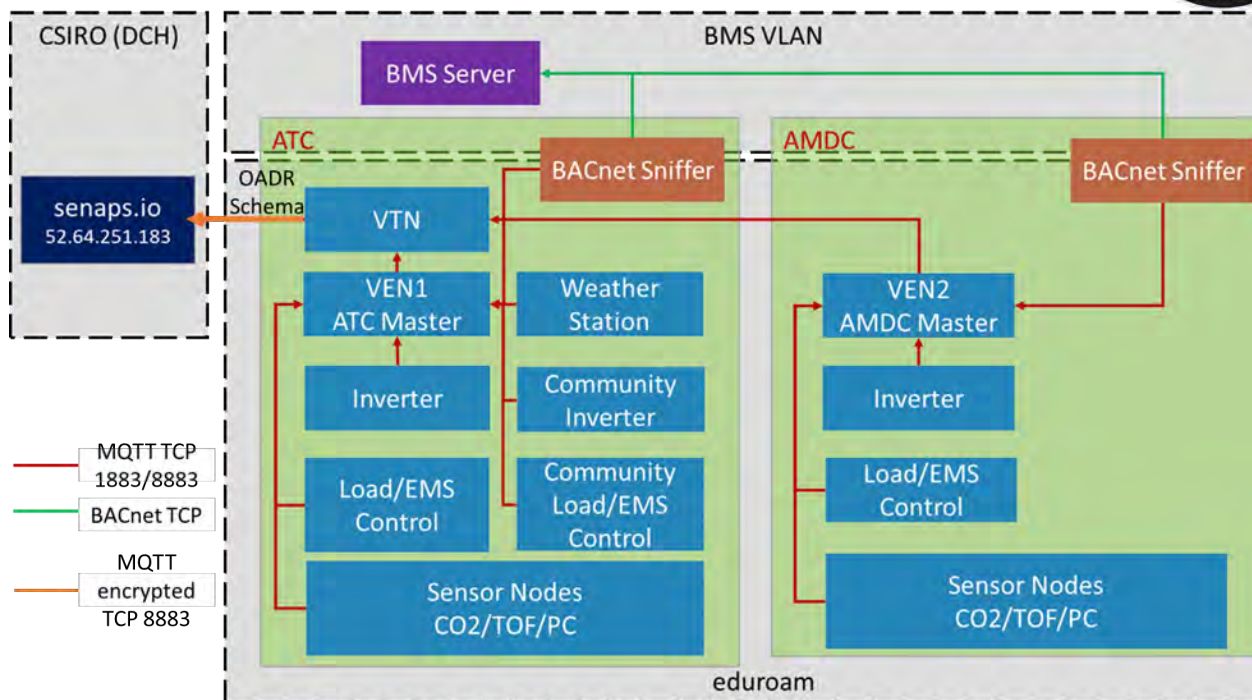 CSIRO (DCH)
BMS VLAN
BMS Server
ATC
AMDC
BACnet Sniffer
BACnet Sniffer
OADR
Schema
senaps.io
52.64.251.183
VTN
VEN1
ATC Master
Weather
Station
VEN2
AMDC Master
Inverter
Community
Inverter
Inverter
MQTT TCP
1883/8883
BACnet TCP
MQTT
encrypted
TCP 8883
Load/EMS
Control
Community
Load/EMS
Control
Load/EMS
Control
Sensor Nodes
CO2/TOF/PC
Sensor Nodes
CO2/TOF/PC
eduroam